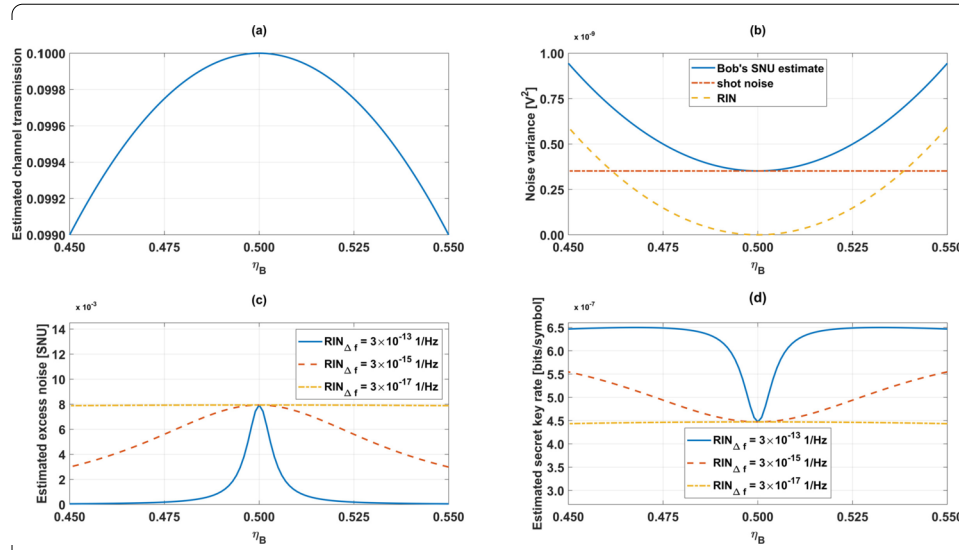 (a)
Estimated channel transmission
0.1000
0.0998
0.0996
0.0994
0.0992
0.0990
0.450
0.475
0.500
0.525
0.550
η_B
(b)
x 10^-9
Noise variance [V^2]
1.00
0.75
0.50
0.25
0.00
0.450
0.475
0.500
0.525
0.550
η_B
Bob's SNU estimate
shot noise
RIN
(c)
x 10^-3
Estimated excess noise [SNU]
14
12
10
8
6
4
2
0
0.450
0.475
0.500
0.525
0.550
η_B
RIN_Δf = 3×10^-13 1/Hz
RIN_Δf = 3×10^-15 1/Hz
RIN_Δf = 3×10^-17 1/Hz
(d)
x 10^-7
Estimated secret key rate [bits/symbol]
6.5
6.0
5.5
5.0
4.5
4.0
3.5
3.0
0.450
0.475
0.500
0.525
0.550
η_B
RIN_Δf = 3×10^-13 1/Hz
RIN_Δf = 3×10^-15 1/Hz
RIN_Δf = 3×10^-17 1/Hz